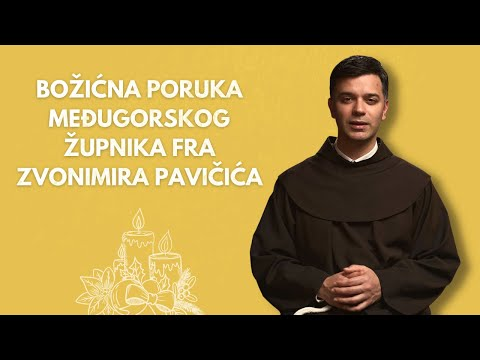 BOŽIĆNA PORUKA
MEĐUGORSKOG
ŽUPNIKA FRA
ZVONIMIRA PAVIČIĆA